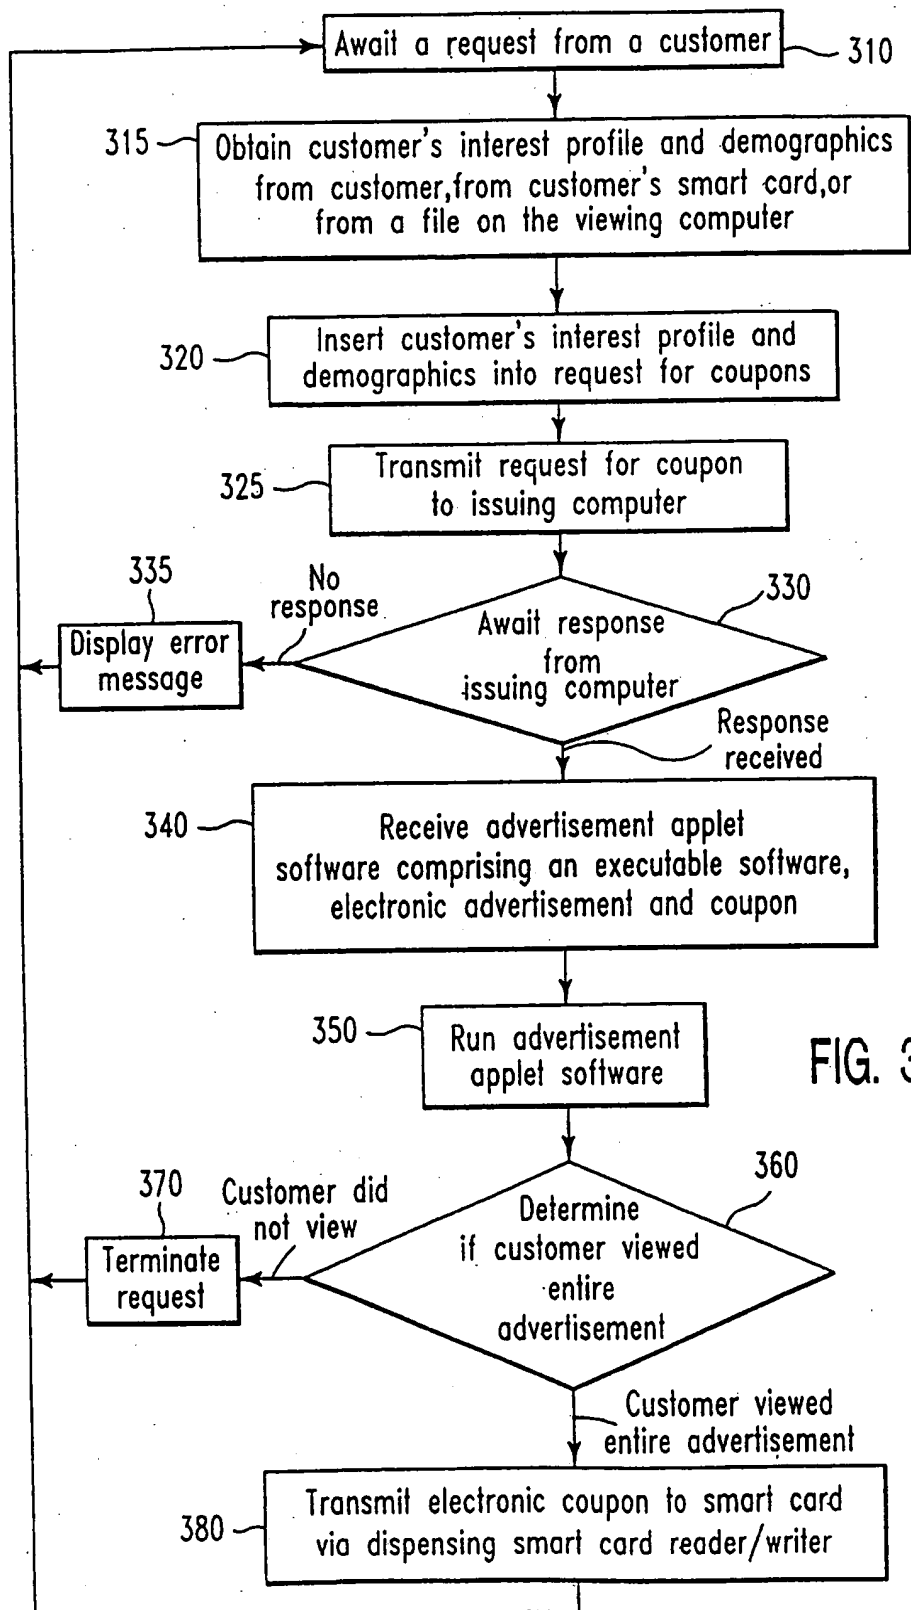 Await a request from a customer
310
315
Obtain customer's interest profile and demographics
from customer, from customer's smart card, or
from a file on the viewing computer
320
Insert customer's interest profile and
demographics into request for coupons
325
Transmit request for coupon
to issuing computer
335
No
response
330
Display error
message
Await response
from
issuing computer
Response
received
340
Receive advertisement applet
software comprising an executable software,
electronic advertisement and coupon
350
Run advertisement
applet software
FIG. 3
370
Customer did
not view
360
Terminate
request
Determine
if customer viewed
entire
advertisement
Customer viewed
entire advertisement
380
Transmit electronic coupon to smart card
via dispensing smart card reader/writer